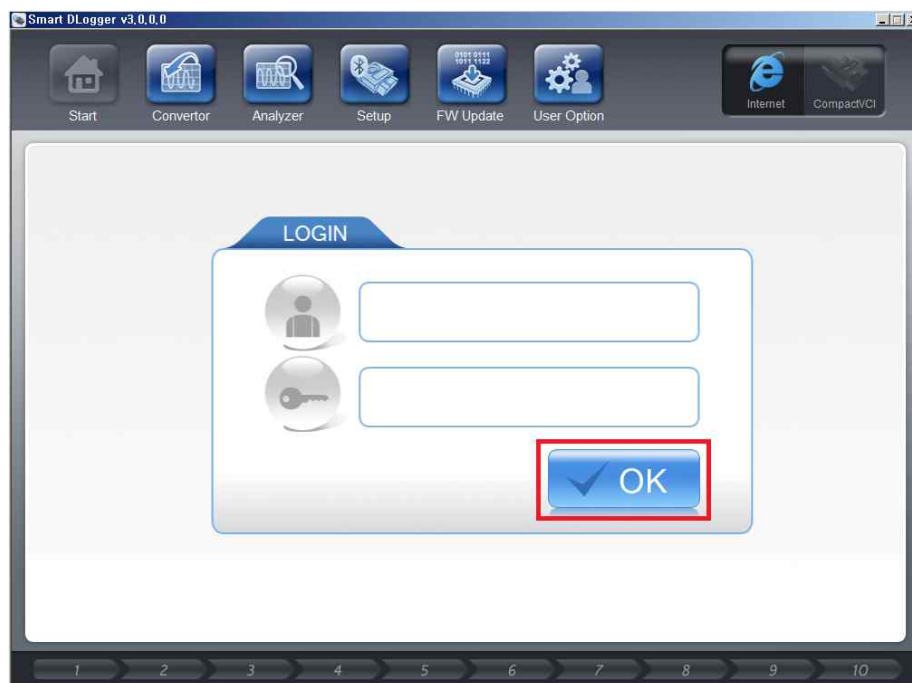 Smart DLogger v3,0,0,0
Start Convertor Analyzer Setup FW Update User Option Internet CompactVCI
0101 0111
1011 1122
LOGIN
OK
1 2 3 4 5 6 7 8 9 10